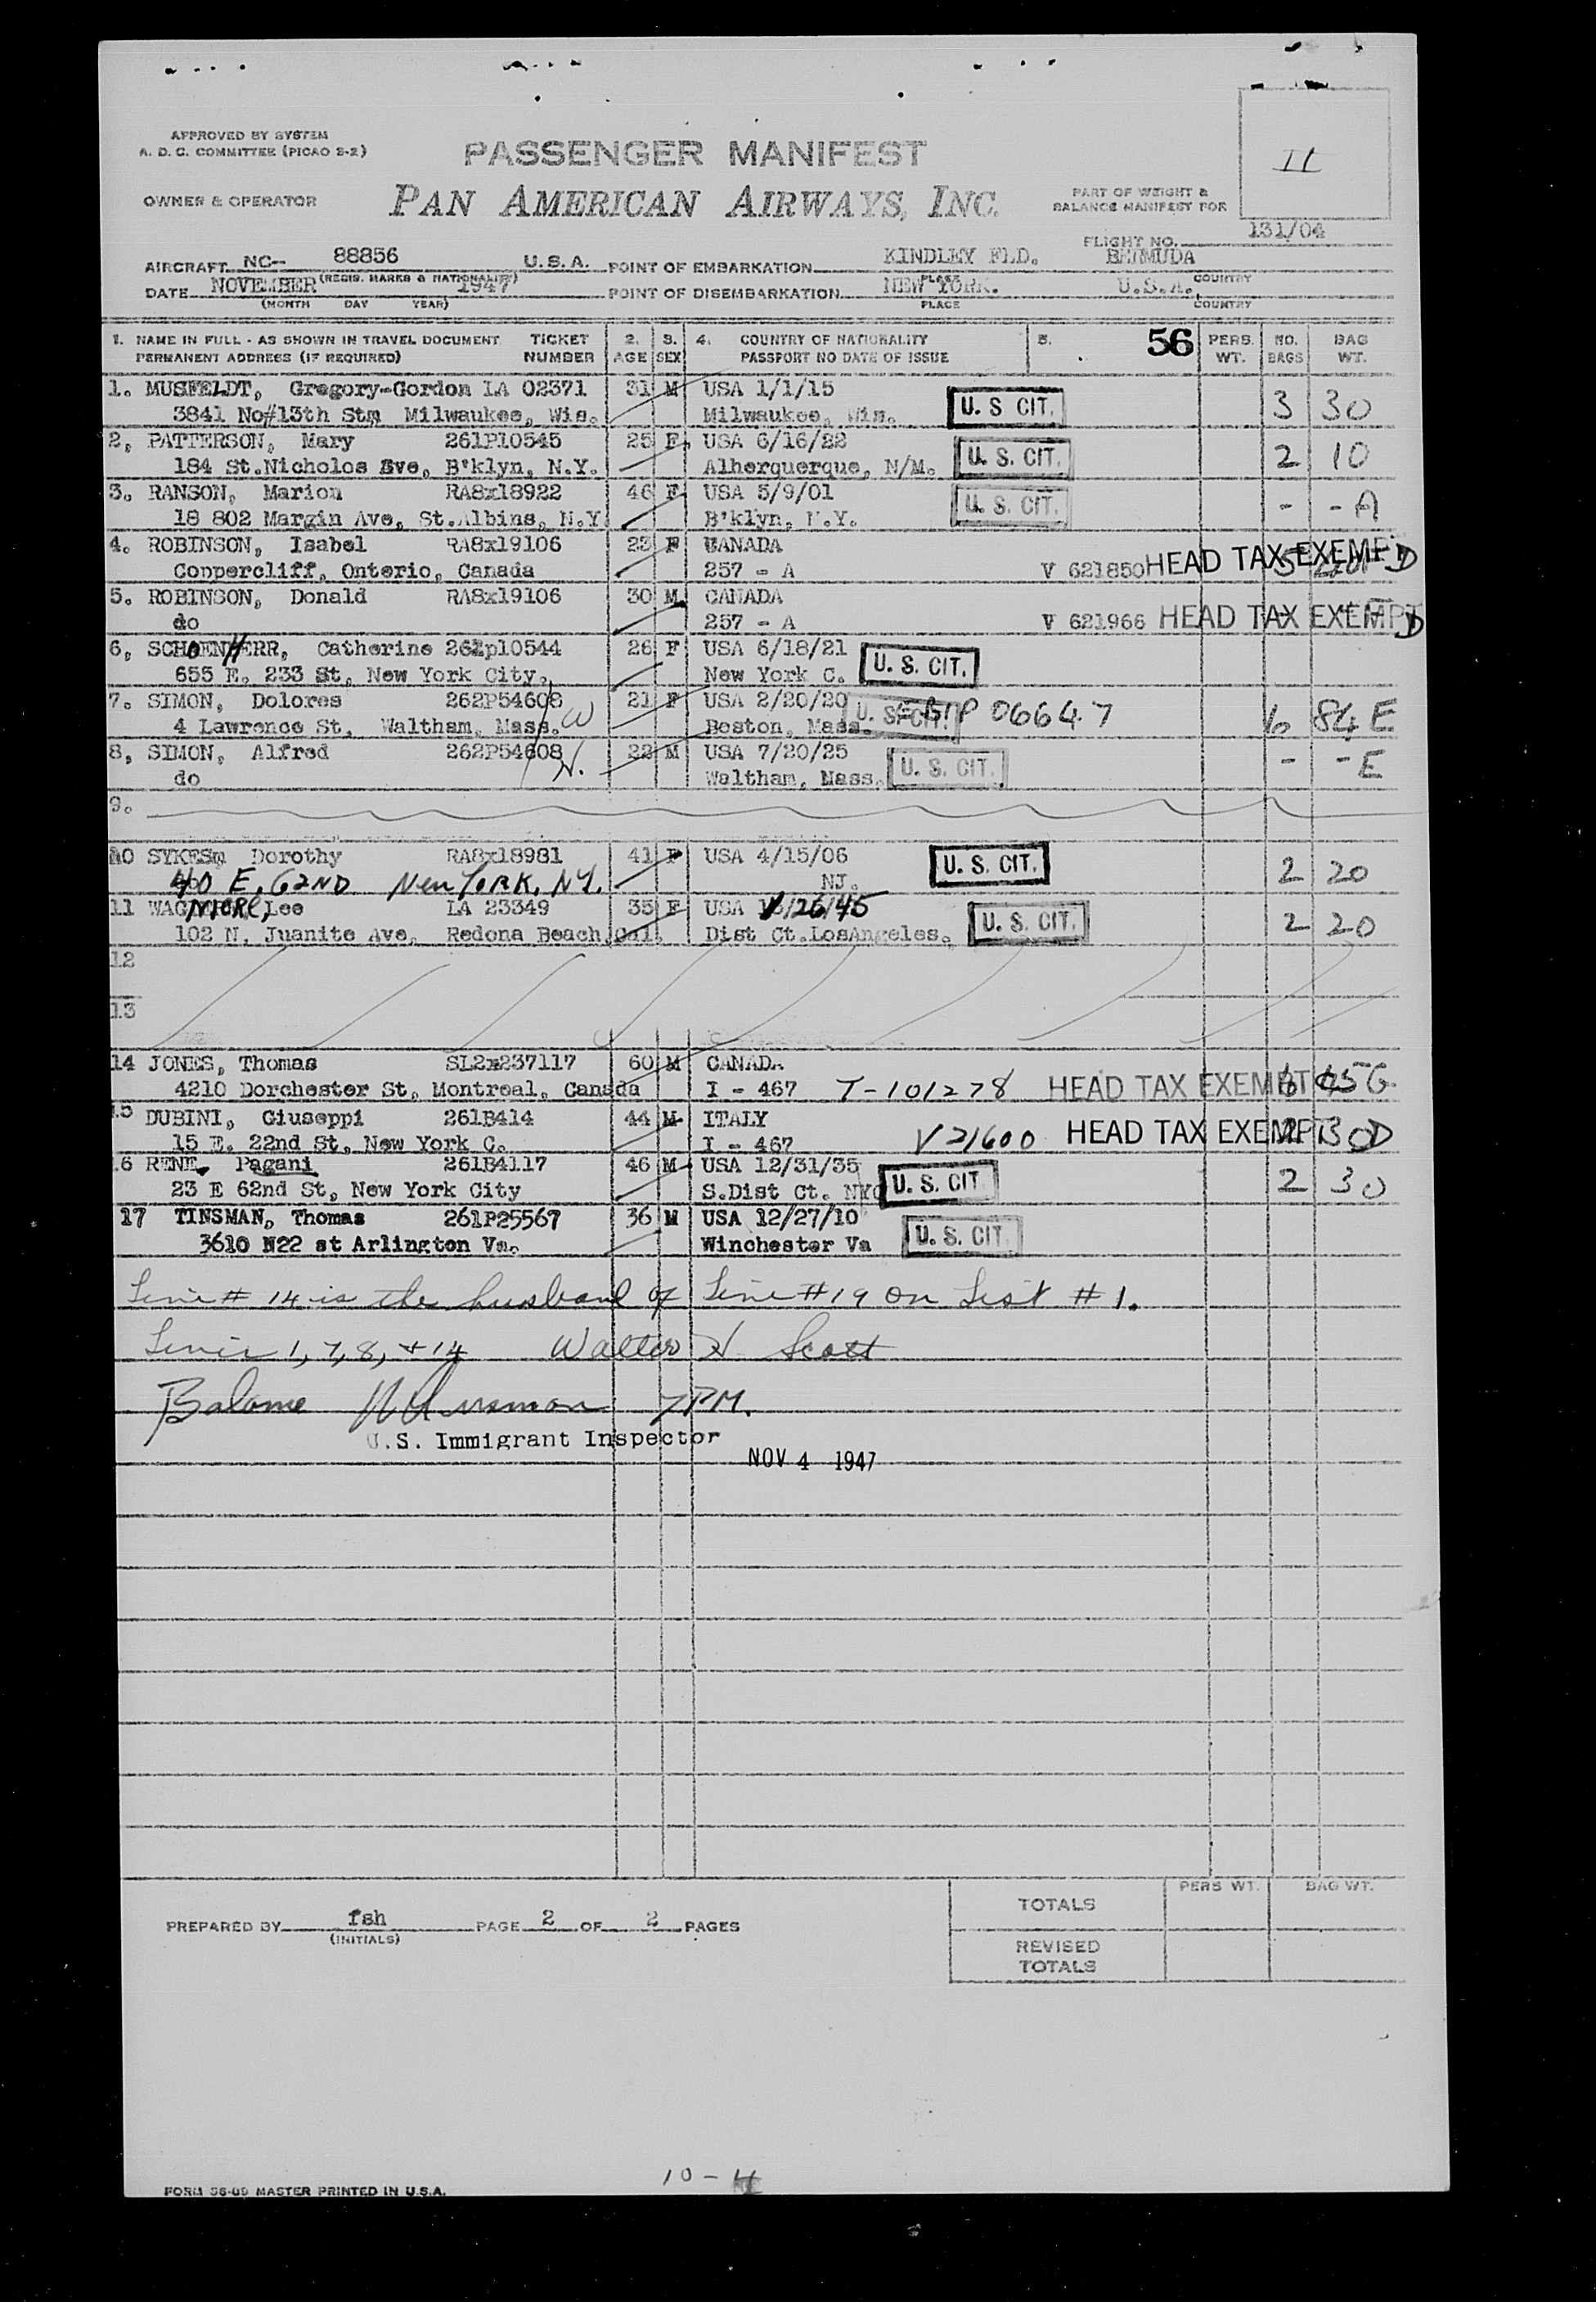 APPROVED BY SYSTEM
A. D. C. COMMITTEE (PICAO S-2)
PASSENGER MANIFEST
II
OWNER & OPERATOR
PAN AMERICAN AIRWAYS, INC.
PART OF WEIGHT &
BALANCE MANIFEST FOR
FLIGHT NO. 131/04
AIRCRAFT NC-- 88856 U.S.A. POINT OF EMBARKATION KINDLEY FLD. BERMUDA
(REGIS. MARKS & NATIONALITY) PLACE COUNTRY
DATE NOVEMBER 1947 POINT OF DISEMBARKATION NEW YORK. U.S.A.
(MONTH DAY YEAR) PLACE COUNTRY
1. NAME IN FULL - AS SHOWN IN TRAVEL DOCUMENT TICKET 2. 3. 4. COUNTRY OF NATIONALITY 5. 56 PERS. NO. BAG
PERMANENT ADDRESS (IF REQUIRED) NUMBER AGE SEX PASSPORT NO DATE OF ISSUE WT. BAGS WT.
1. MUSFELDT, Gregory-Gordon LA 02371 31 M USA 1/1/15 U. S CIT. 3 30
3841 No#13th Stm Milwaukee, Wis. Milwaukee, Wis.
2, PATTERSON, Mary 261P10545 25 F USA 6/16/22 U. S. CIT. 2 10
184 St.Nicholos Ave, B'klyn, N.Y. Alherquerque, N/M.
3. RANSON, Marion RA8x18922 46 F USA 5/9/01 U. S. CIT. - - A
18 802 Margin Ave, St.Albins, N.Y B'klyn, N.Y.
4. ROBINSON, Isabel RA8x19106 23 F CANADA
Coppercliff, Onterio, Canada 257 - A V 621850 HEAD TAX EXEMPT D
5. ROBINSON, Donald RA8x19106 30 M CANADA
do 257 - A V 621966 HEAD TAX EXEMPT D
6, SCHOENHERR, Catherine 261p10544 26 F USA 6/18/21 U. S. CIT.
655 E. 233 St, New York City. New York C.
7. SIMON, Dolores 262P54608 21 F USA 2/20/20 U. S. CIT. 06647 6 84 E
4 Lawrence St, Waltham, Mass. W Boston, Mass.
8, SIMON, Alfred 262P54608 22 M USA 7/20/25 U. S. CIT. - - E
do H. Waltham, Mass.
9.
10 SYKESm Dorothy RA8x18981 41 F USA 4/15/06 U. S. CIT. 2 20
40 E. 62ND New YORK, NY. NJ.
11 Lee LA 23349 35 F USA /26/45 U. S. CIT. 2 20
102 N. Juanite Ave, Redona Beach,Cal. Dist Ct.LosAngeles.
12
13
14 JONES, Thomas SL2x237117 60 M CANADA
4210 Dorchester St, Montreal, Canada I - 467 T-101278 HEAD TAX EXEMPT 45 G
15 DUBINI, Giuseppi 261B414 44 M ITALY
15 E. 22nd St, New York C. I - 467 V 21600 HEAD TAX EXEMPT 30 D
16 RENE, Pagani 261B4117 46 M USA 12/31/35 U. S. CIT 2 30
23 E 62nd St, New York City S.Dist Ct. NYC
17 TINSMAN, Thomas 261P25567 36 M USA 12/27/10 U. S. CIT.
3610 N22 st Arlington Va. Winchester Va
Line # 14 is the husband of Line #19 on List #1.
Lines 1, 7, 8, + 14 Walter H Scott
Balance 7PM.
U.S. Immigrant Inspector
NOV 4 1947
PREPARED BY fsh PAGE 2 OF 2 PAGES
(INITIALS)
PERS WT. BAG WT.
TOTALS
REVISED
TOTALS
10 - 4
FORM 36-09 MASTER PRINTED IN U.S.A.